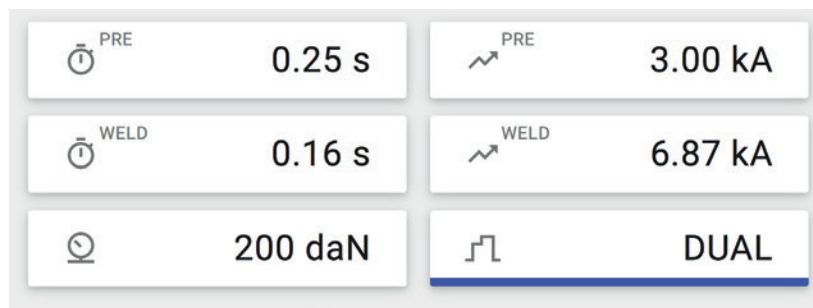 PRE
0.25 s
PRE
3.00 kA
WELD
0.16 s
WELD
6.87 kA
200 daN
DUAL